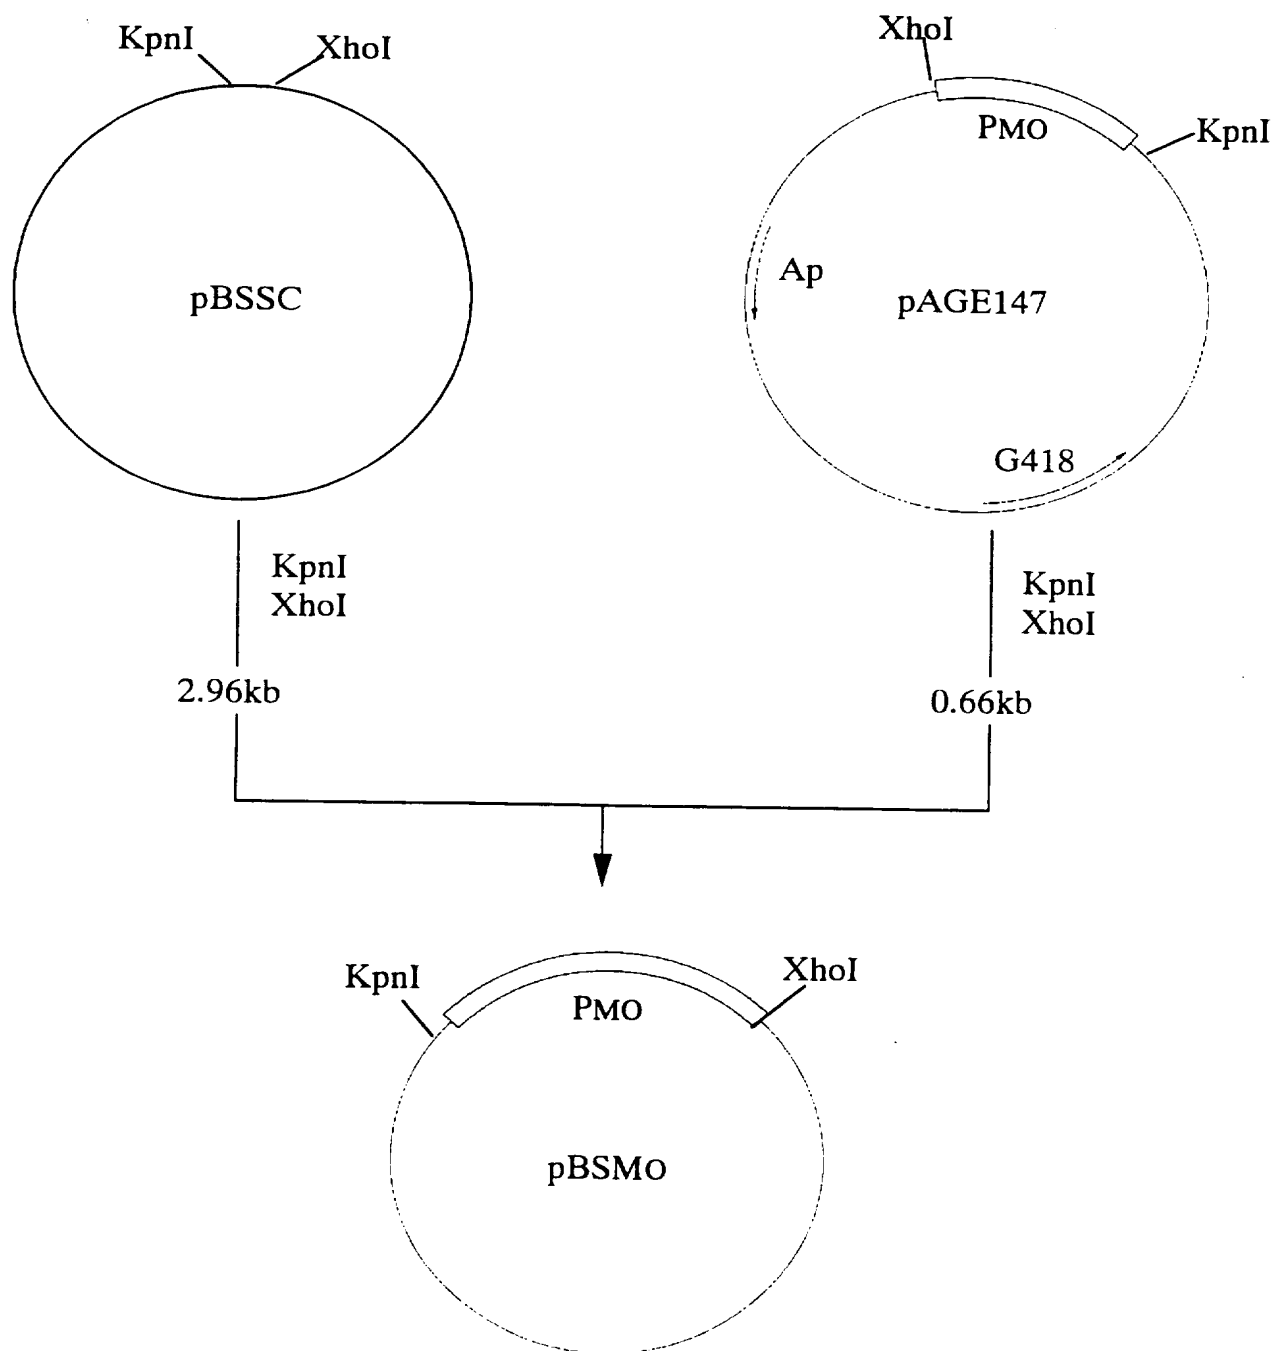 KpnI
XhoI
pBSSC
XhoI
PMO
KpnI
Ap
pAGE147
G418
KpnI
XhoI
2.96kb
KpnI
XhoI
0.66kb
KpnI
PMO
XhoI
pBSMO